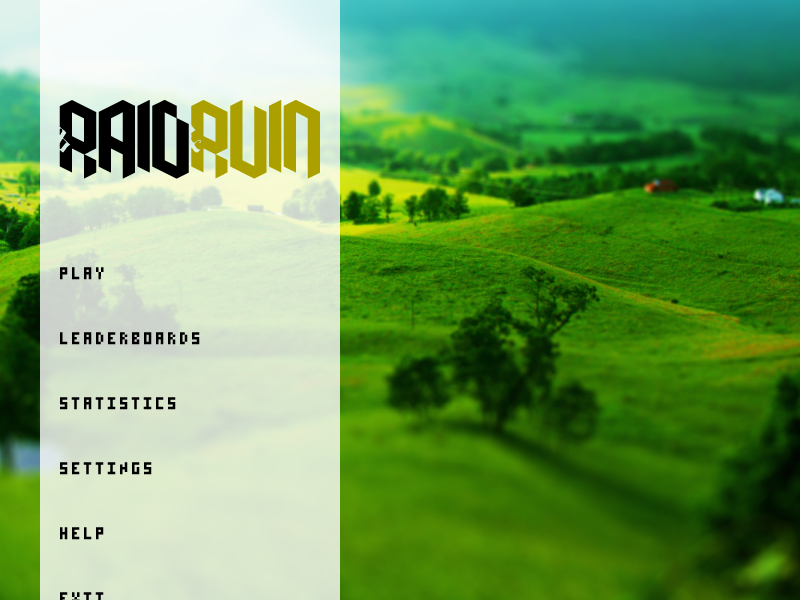 RAIDRUIN
PLAY
LEADERBOARDS
STATISTICS
SETTINGS
HELP
EXIT